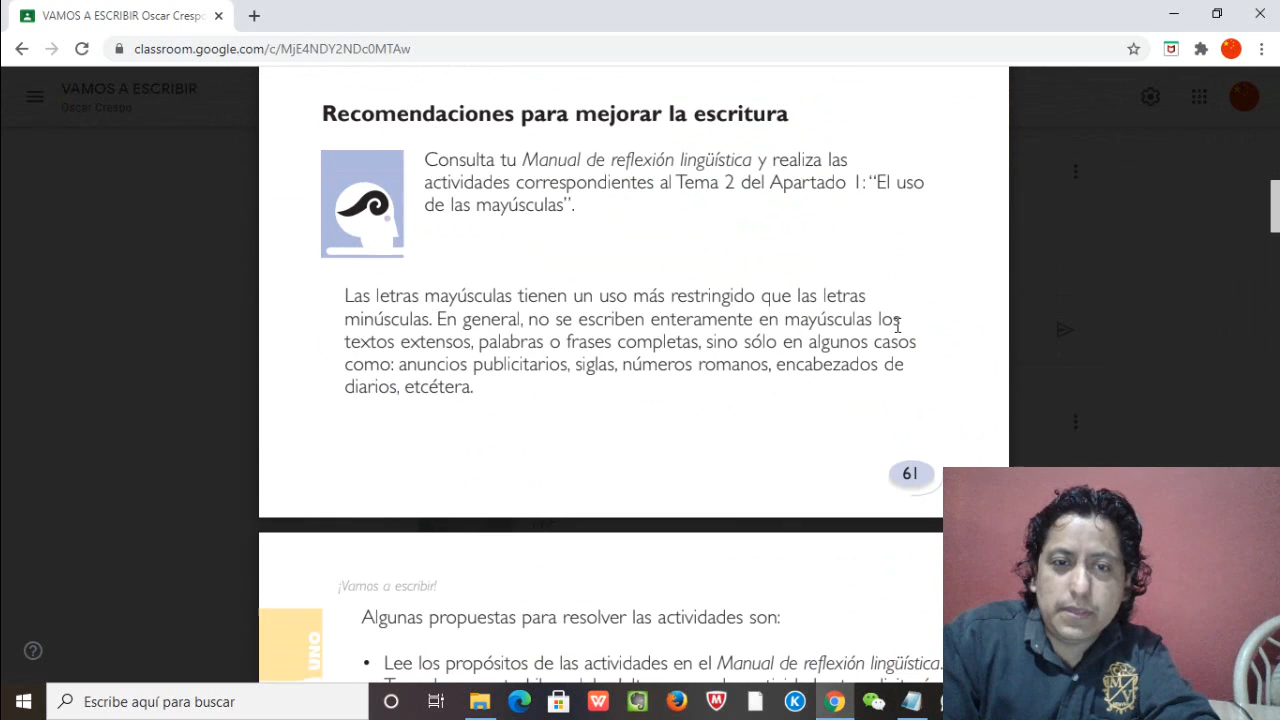 VAMOS A ESCRIBIR Oscar Crespo
classroom.google.com/c/MjE4NDY2NDc0MTAw
VAMOS A ESCRIBIR
Oscar Crespo
Recomendaciones para mejorar la escritura
Consulta tu Manual de reflexión lingüística y realiza las
actividades correspondientes al Tema 2 del Apartado 1: “El uso
de las mayúsculas”.
Las letras mayúsculas tienen un uso más restringido que las letras
minúsculas. En general, no se escriben enteramente en mayúsculas los
textos extensos, palabras o frases completas, sino sólo en algunos casos
como: anuncios publicitarios, siglas, números romanos, encabezados de
diarios, etcétera.
61
¡Vamos a escribir!
Algunas propuestas para resolver las actividades son:
UNO
• Lee los propósitos de las actividades en el Manual de reflexión lingüística.
Escribe aquí para buscar